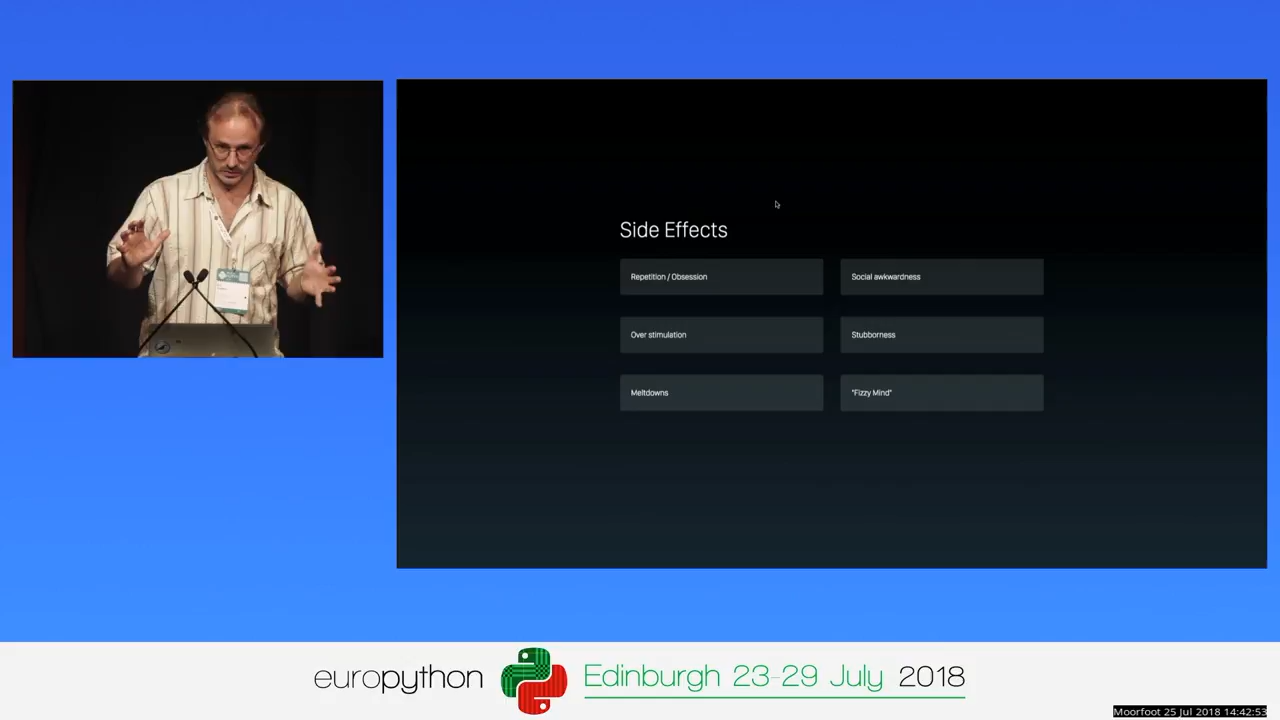 Side Effects
Repetition / Obsession
Social awkwardness
Over stimulation
Stubborness
Meltdowns
"Fizzy Mind"
europython
Edinburgh 23-29 July 2018
Moorfoot 25 Jul 2018 14:42:53